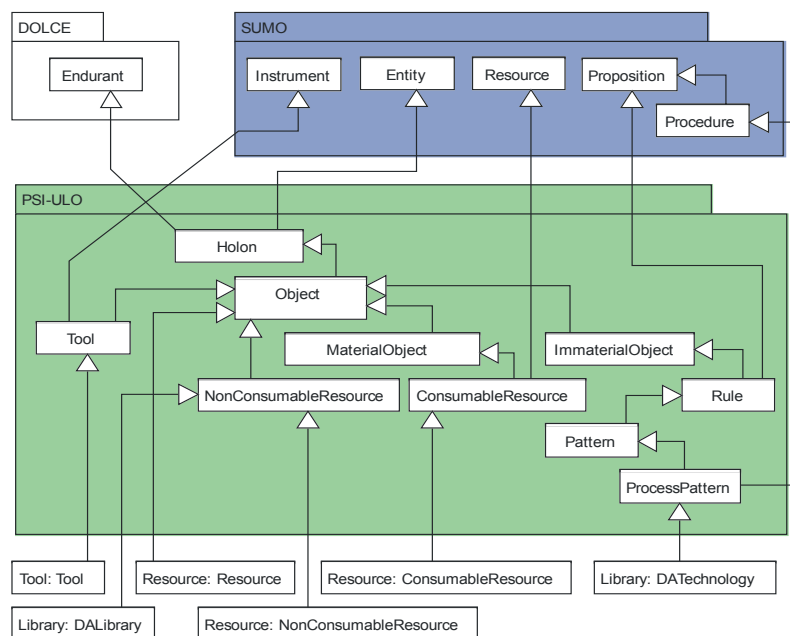 DOLCE
SUMO
Endurant
Instrument
Entity
Resource
Proposition
Procedure
PSI-ULO
Holon
Object
Tool
MaterialObject
ImmaterialObject
NonConsumableResource
ConsumableResource
Rule
Pattern
ProcessPattern
Tool: Tool
Resource: Resource
Resource: ConsumableResource
Library: DATechnology
Library: DALibrary
Resource: NonConsumableResource